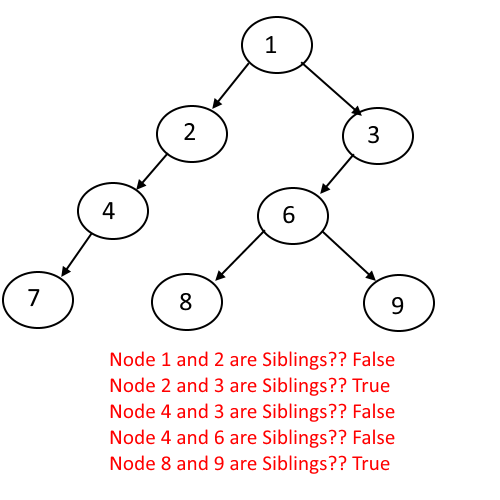 1
2
3
4
6
7
8
9
Node 1 and 2 are Siblings?? False
Node 2 and 3 are Siblings?? True
Node 4 and 3 are Siblings?? False
Node 4 and 6 are Siblings?? False
Node 8 and 9 are Siblings?? True